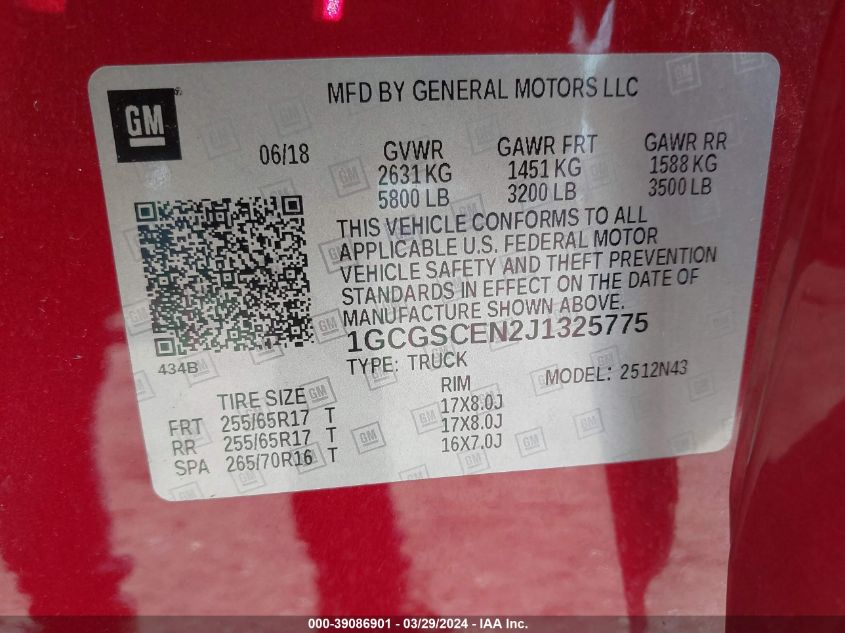 GM
MFD BY GENERAL MOTORS LLC
06/18
GVWR
2631 KG
5800 LB
GAWR FRT
1451 KG
3200 LB
GAWR RR
1588 KG
3500 LB
THIS VEHICLE CONFORMS TO ALL
APPLICABLE U.S. FEDERAL MOTOR
VEHICLE SAFETY AND THEFT PREVENTION
STANDARDS IN EFFECT ON THE DATE OF
MANUFACTURE SHOWN ABOVE.
1GCGSCEN2J1325775
434B
TYPE: TRUCK
MODEL: 2512N43
TIRE SIZE
RIM
FRT 255/65R17 T 17X8.0J
RR 255/65R17 T 17X8.0J
SPA 265/70R16 T 16X7.0J
000-39086901 - 03/29/2024 - IAA Inc.